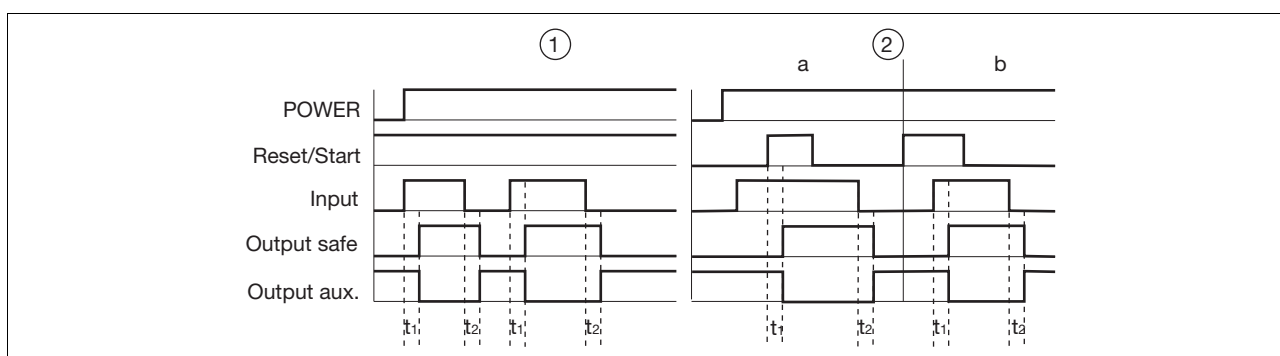 1 2
a b
POWER
Reset/Start
Input
Output safe
Output aux.
t1 t2 t1 t2 t1 t2 t1 t2